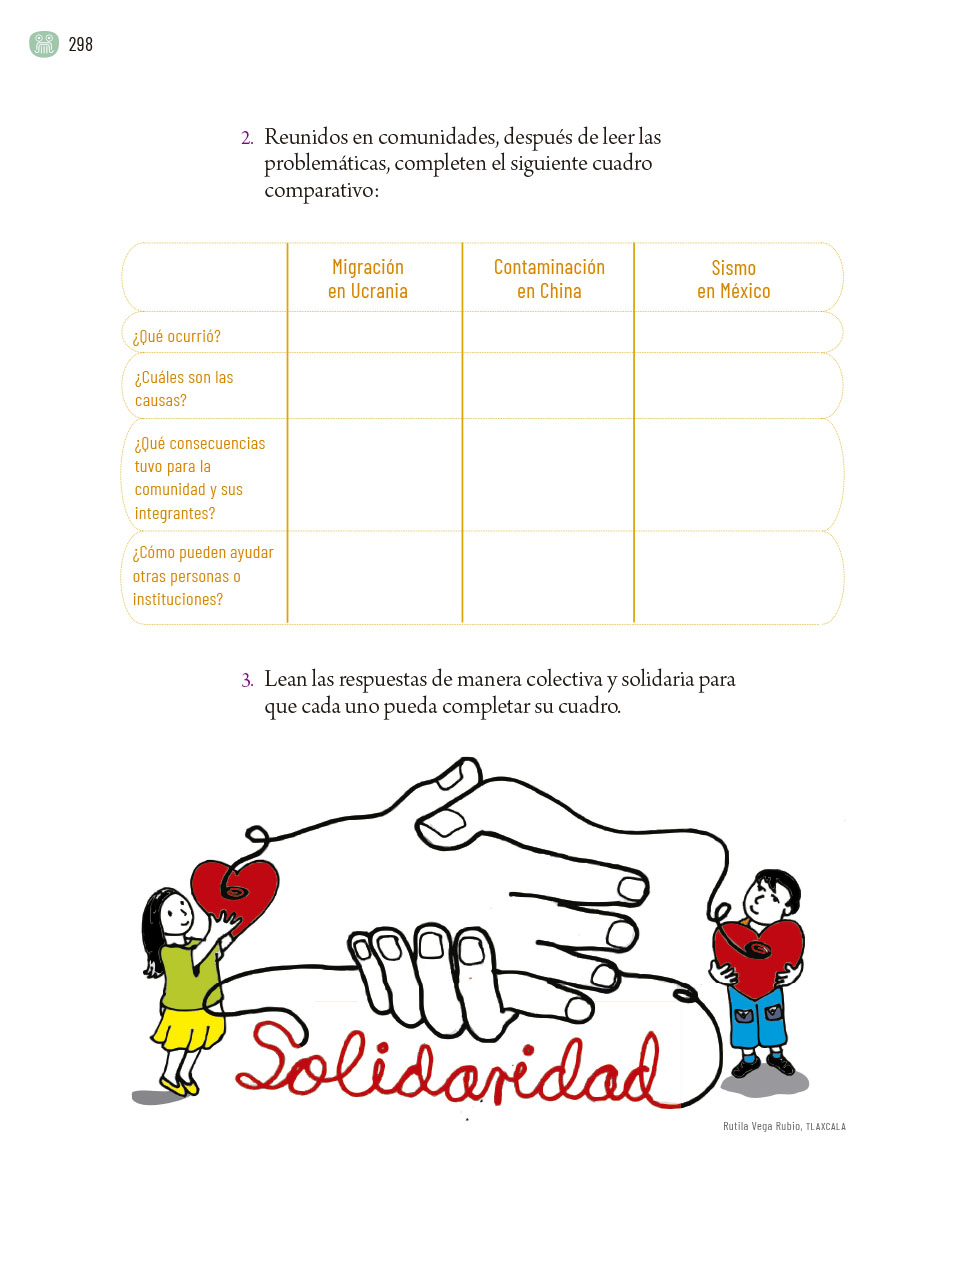 298
2. Reunidos en comunidades, después de leer las
problemáticas, completen el siguiente cuadro
comparativo:
Migración
en Ucrania
Contaminación
en China
Sismo
en México
¿Qué ocurrió?
¿Cuáles son las
causas?
¿Qué consecuencias
tuvo para la
comunidad y sus
integrantes?
¿Cómo pueden ayudar
otras personas o
instituciones?
3. Lean las respuestas de manera colectiva y solidaria para
que cada uno pueda completar su cuadro.
Solidaridad
Rutila Vega Rubio, TLAXCALA